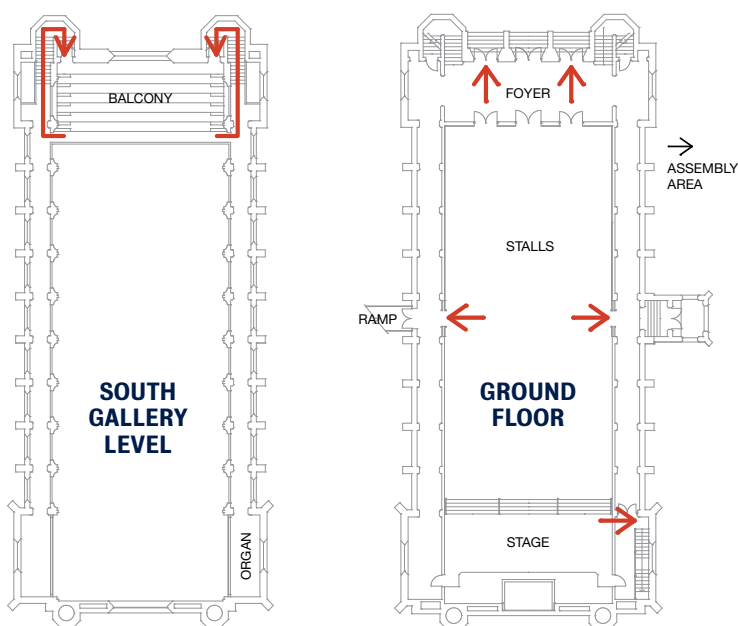 BALCONY
SOUTH
GALLERY
LEVEL
ORGAN
FOYER
ASSEMBLY
AREA
STALLS
RAMP
GROUND
FLOOR
STAGE